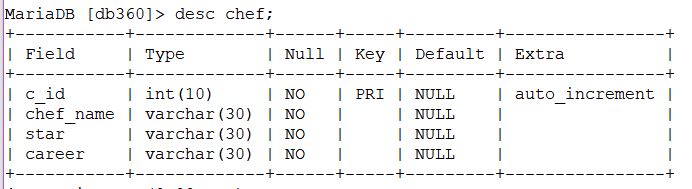 MariaDB [db360]> desc chef;
+-----------+-------------+------+-----+---------+----------------+
| Field     | Type        | Null | Key | Default | Extra          |
+-----------+-------------+------+-----+---------+----------------+
| c_id      | int(10)     | NO   | PRI | NULL    | auto_increment |
| chef_name | varchar(30) | NO   |     | NULL    |                |
| star      | varchar(30) | NO   |     | NULL    |                |
| career    | varchar(30) | NO   |     | NULL    |                |
+-----------+-------------+------+-----+---------+----------------+